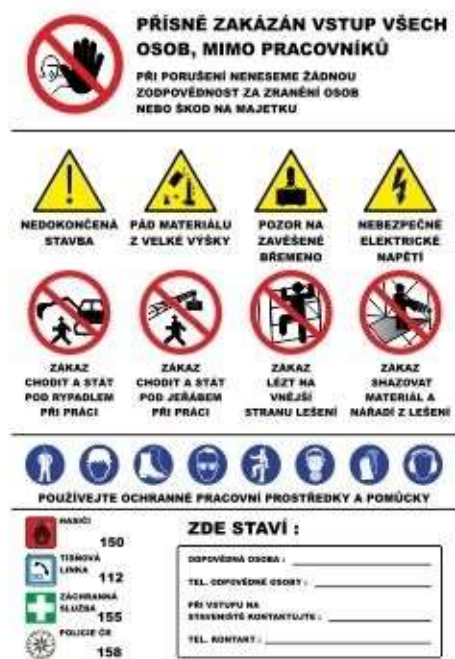 PŘÍSNĚ ZAKÁZÁN VSTUP VŠECH
OSOB, MIMO PRACOVNÍKŮ
PŘI PORUŠENÍ NENESEME ŽÁDNOU
ZODPOVĚDNOST ZA ZRANĚNÍ OSOB
NEBO ŠKOD NA MAJETKU
NEDOKONČENÁ
STAVBA
PÁD MATERIÁLU
Z VELKÉ VÝŠKY
POZOR NA
ZAVĚŠENÉ
BŘEMENO
NEBEZPEČNÉ
ELEKTRICKÉ
NAPĚTÍ
ZÁKAZ
CHODIT A STÁT
POD RYPADLEM
PŘI PRÁCI
ZÁKAZ
CHODIT A STÁT
POD JEŘÁBEM
PŘI PRÁCI
ZÁKAZ
LÉZT NA
VNĚJŠÍ
STRANU LEŠENÍ
ZÁKAZ
SHAZOVAT
MATERIÁL A
NÁŘADÍ Z LEŠENÍ
POUŽÍVEJTE OCHRANNÉ PRACOVNÍ PROSTŘEDKY A POMŮCKY
HASIČI
150
TÍSŇOVÁ
LINKA
112
ZÁCHRANNÁ
SLUŽBA
155
POLICIE ČR
158
ZDE STAVÍ :
ODPOVĚDNÁ OSOBA :
TEL. ODPOVĚDNÉ OSOBY :
PŘI VSTUPU NA
STAVENIŠTĚ KONTAKTUJTE :
TEL. KONTAKT :